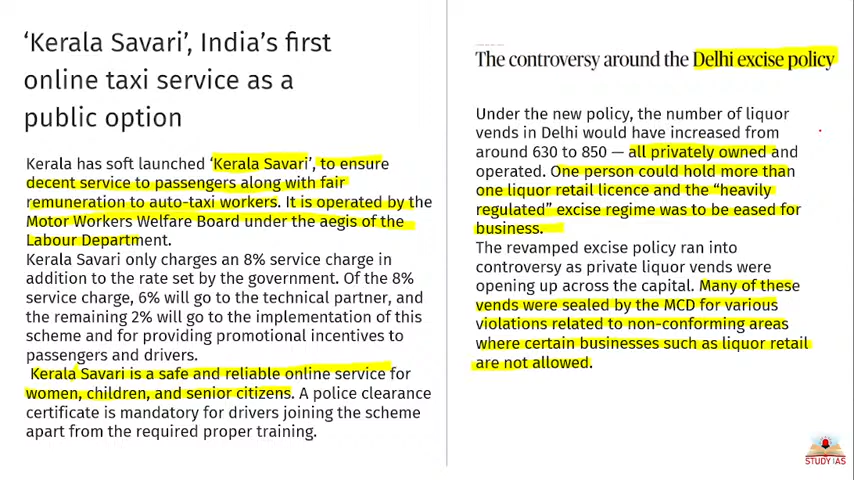 ‘Kerala Savari’, India’s first
online taxi service as a
public option
Kerala has soft launched ‘Kerala Savari’, to ensure
decent service to passengers along with fair
remuneration to auto-taxi workers. It is operated by the
Motor Workers Welfare Board under the aegis of the
Labour Department.
Kerala Savari only charges an 8% service charge in
addition to the rate set by the government. Of the 8%
service charge, 6% will go to the technical partner, and
the remaining 2% will go to the implementation of this
scheme and for providing promotional incentives to
passengers and drivers.
Kerala Savari is a safe and reliable online service for
women, children, and senior citizens. A police clearance
certificate is mandatory for drivers joining the scheme
apart from the required proper training.
The controversy around the Delhi excise policy
Under the new policy, the number of liquor
vends in Delhi would have increased from
around 630 to 850 — all privately owned and
operated. One person could hold more than
one liquor retail licence and the “heavily
regulated” excise regime was to be eased for
business.
The revamped excise policy ran into
controversy as private liquor vends were
opening up across the capital. Many of these
vends were sealed by the MCD for various
violations related to non-conforming areas
where certain businesses such as liquor retail
are not allowed.
STUDY IAS